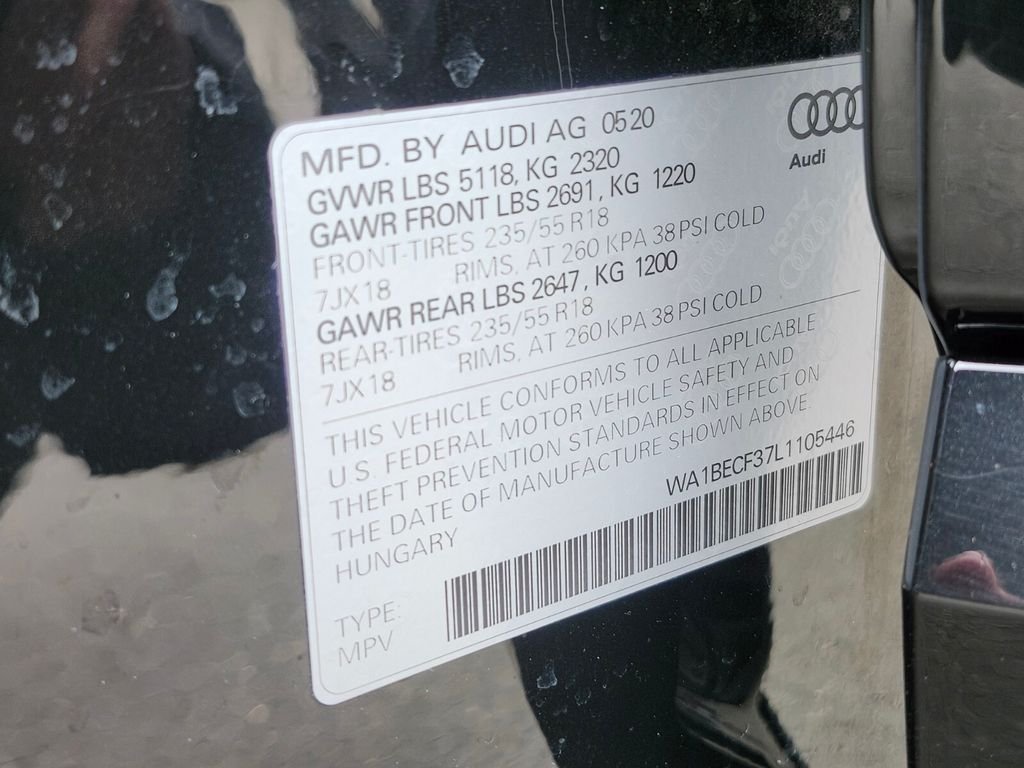 MFD. BY AUDI AG 0520
GVWR LBS 5118, KG 2320
GAWR FRONT LBS 2691, KG 1220
FRONT-TIRES 235/55 R18
7JX18 RIMS, AT 260 KPA 38 PSI COLD
GAWR REAR LBS 2647, KG 1200
REAR-TIRES 235/55 R18
7JX18 RIMS, AT 260 KPA 38 PSI COLD
THIS VEHICLE CONFORMS TO ALL APPLICABLE
U.S. FEDERAL MOTOR VEHICLE SAFETY AND
THEFT PREVENTION STANDARDS IN EFFECT ON
THE DATE OF MANUFACTURE SHOWN ABOVE.
HUNGARY
WA1BECF37L1105446
TYPE:
MPV
Audi